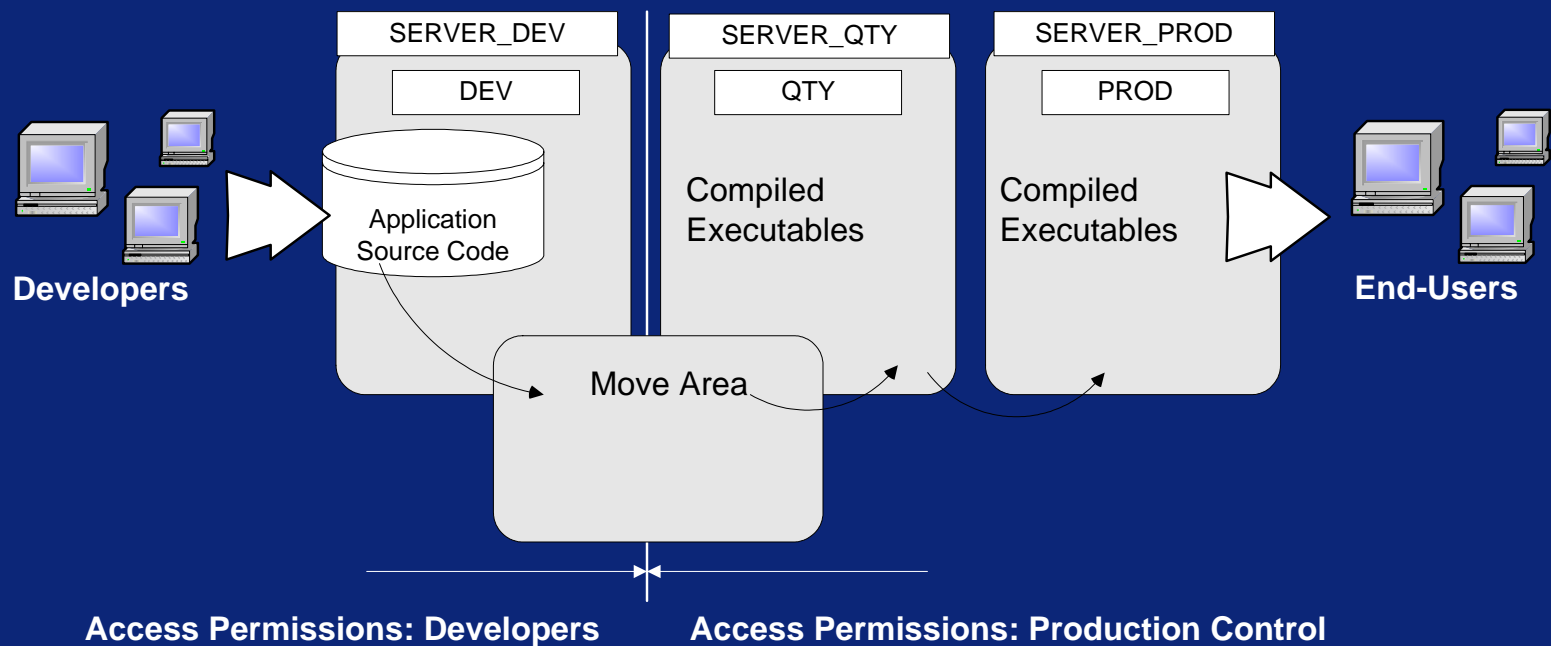 SERVER_DEV
SERVER_QTY
SERVER_PROD
DEV
QTY
PROD
Application
Source Code
Compiled
Executables
Compiled
Executables
Developers
End-Users
Move Area
Access Permissions: Developers
Access Permissions: Production Control